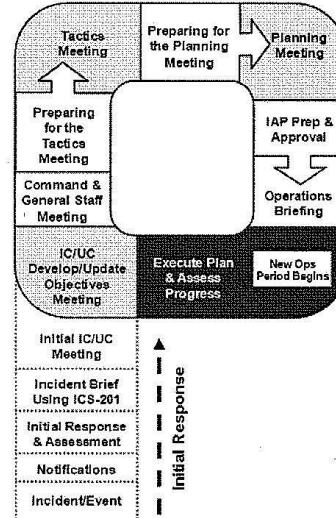 Tactics
Meeting
Preparing for
the Planning
Meeting
Planning
Meeting
Preparing
for the
Tactics
Meeting
IAP Prep &
Approval
Command &
General Staff
Meeting
Operations
Briefing
IC/UC
Develop/Update
Objectives
Meeting
Execute Plan
& Assess
Progress
New Ops
Period Begins
Initial IC/UC
Meeting
Incident Brief
Using ICS-201
Initial Response
& Assessment
Notifications
Incident/Event
Initial Response